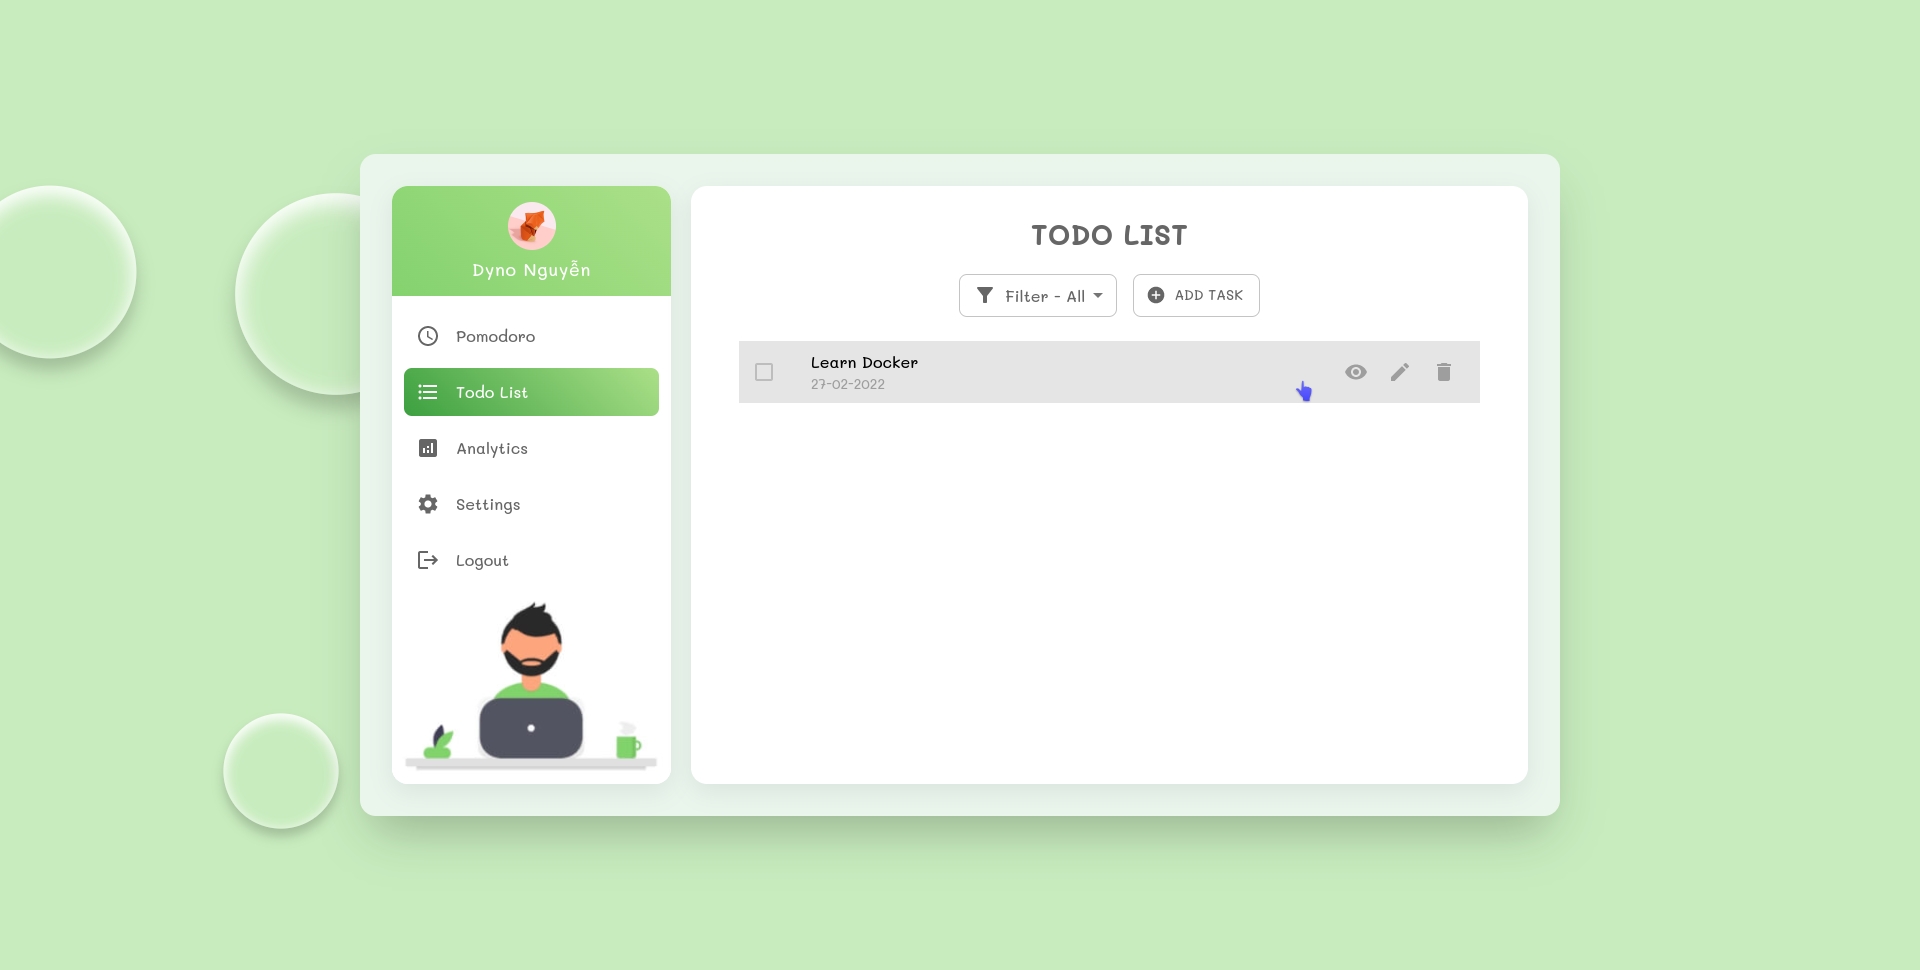 Dyno Nguyễn
Pomodoro
Todo List
Analytics
Settings
Logout
TODO LIST
Filter - All
ADD TASK
Learn Docker
27-02-2022